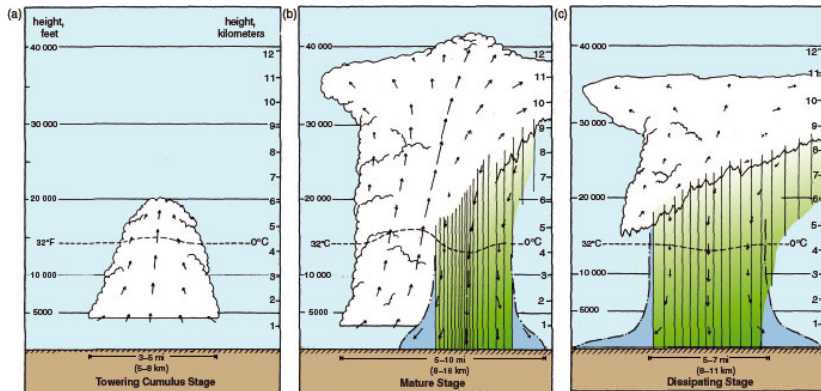 (a)
height, feet
height, kilometers
40 000
30 000
20 000
10 000
5000
32°F
0°C
12
11
10
9
8
7
6
5
4
3
2
1
3–5 mi
(5–8 km)
Towering Cumulus Stage
(b)
40 000
30 000
20 000
10 000
5000
32°C
0°C
12
11
10
9
8
7
6
5
4
3
2
1
5–10 mi
(8–16 km)
Mature Stage
(c)
40 000
30 000
20 000
10 000
5000
32°C
0°C
12
11
10
9
8
7
6
5
4
3
2
1
5–7 mi
(8–11 km)
Dissipating Stage